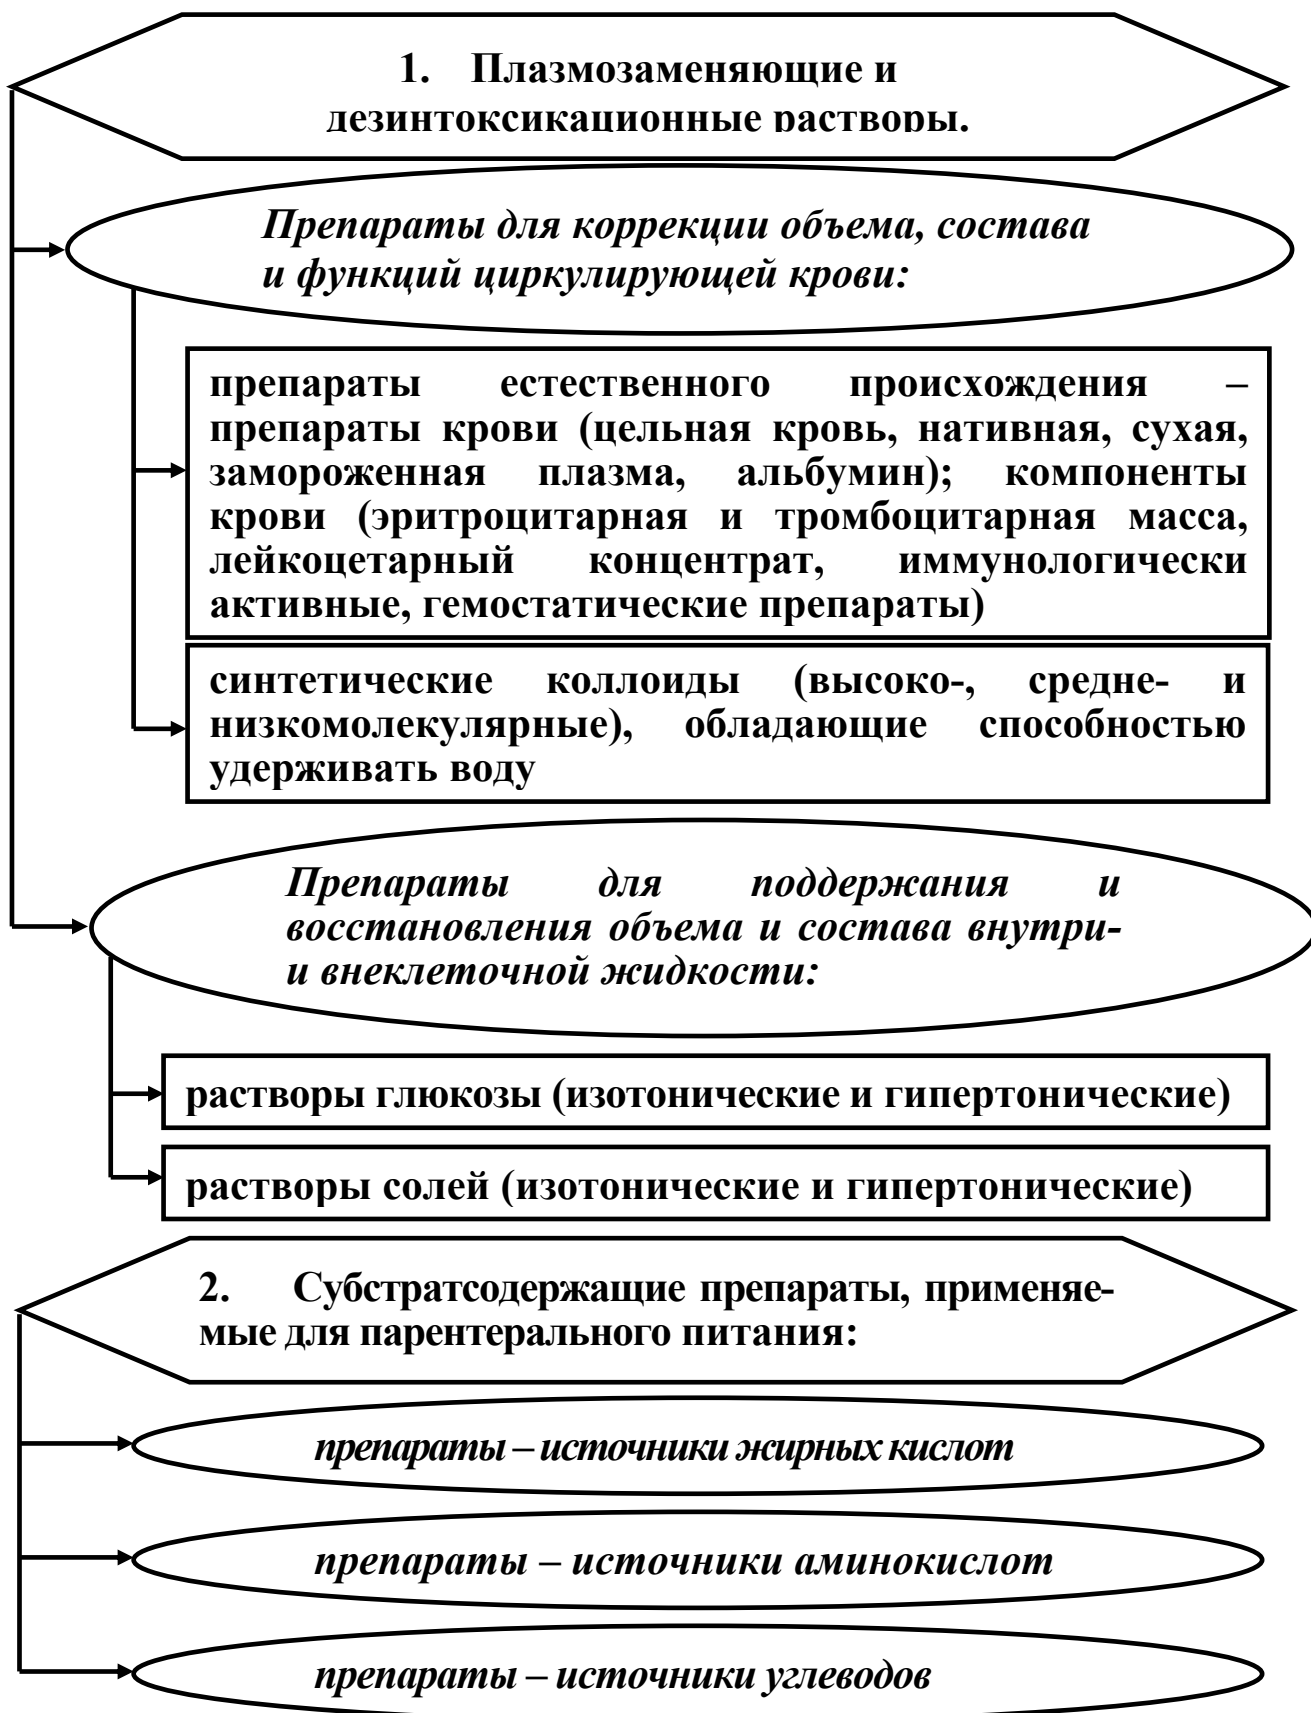 1. Плазмозаменяющие и
дезинтоксикационные растворы.
Препараты для коррекции объема, состава
и функций циркулирующей крови:
препараты естественного происхождения –
препараты крови (цельная кровь, нативная, сухая,
замороженная плазма, альбумин); компоненты
крови (эритроцитарная и тромбоцитарная масса,
лейкоцетарный концентрат, иммунологически
активные, гемостатические препараты)
синтетические коллоиды (высоко-, средне- и
низкомолекулярные), обладающие способностью
удерживать воду
Препараты для поддержания и
восстановления объема и состава внутри-
и внеклеточной жидкости:
растворы глюкозы (изотонические и гипертонические)
растворы солей (изотонические и гипертонические)
2. Субстратсодержащие препараты, применяе-
мые для парентерального питания:
препараты – источники жирных кислот
препараты – источники аминокислот
препараты – источники углеводов